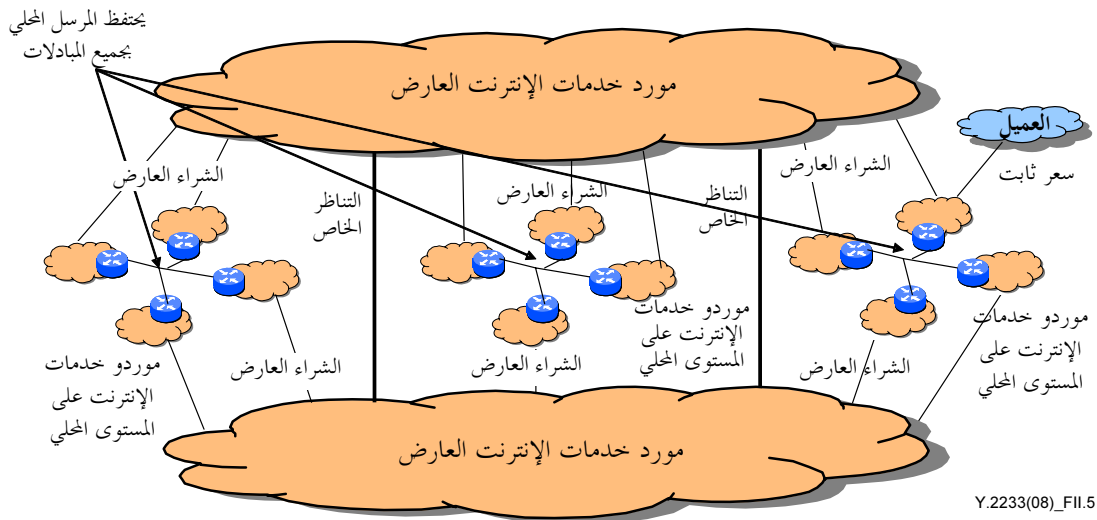 يحتفظ المرسل المحلي
بجميع المبادلات
مورد خدمات الإنترنت العارض
العميل
سعر ثابت
الشراء العارض
الشراء العارض
الشراء العارض
التناظر
الخاص
التناظر
الخاص
موردو خدمات
الإنترنت على
المستوى المحلي
موردو خدمات
الإنترنت على
المستوى المحلي
موردو خدمات
الإنترنت على
المستوى المحلي
الشراء العارض
الشراء العارض
الشراء العارض
مورد خدمات الإنترنت العارض
Y.2233(08)_FII.5